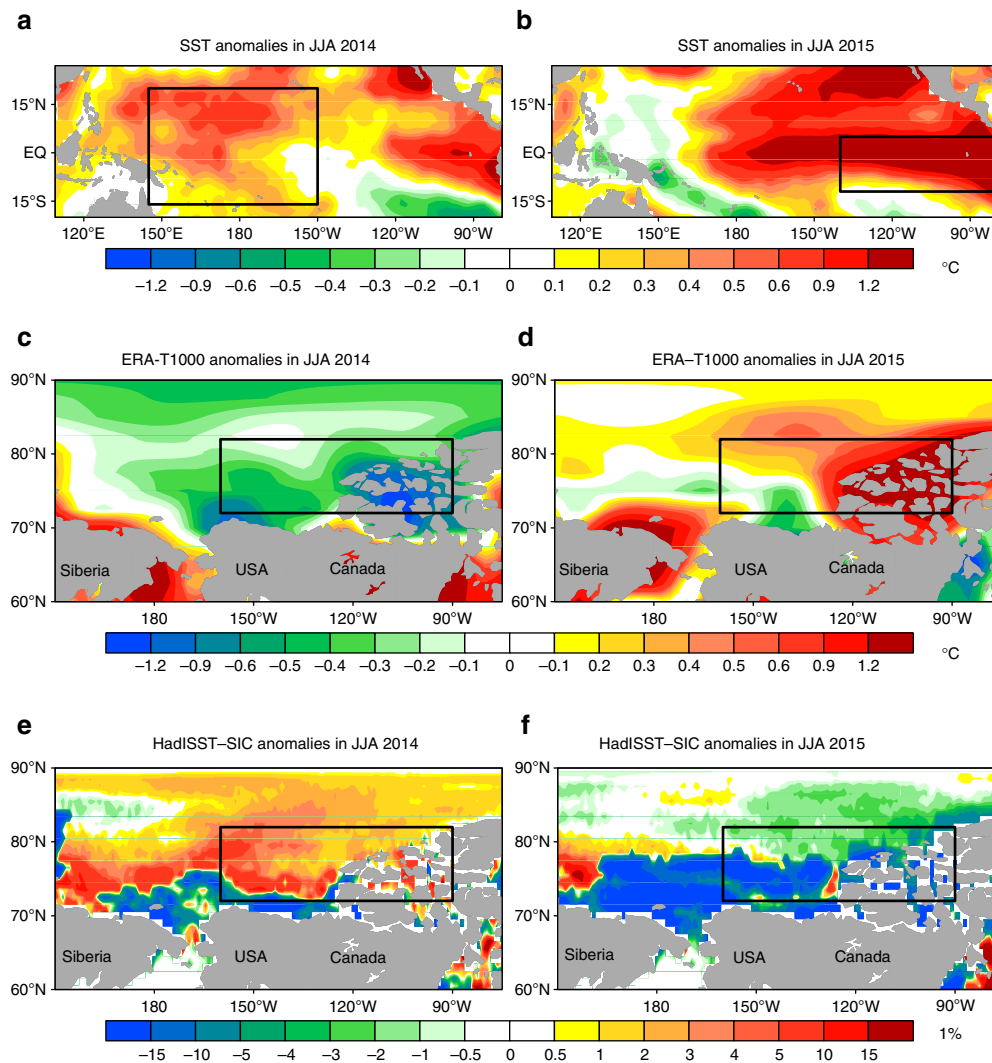 a
b
SST anomalies in JJA 2014
SST anomalies in JJA 2015
15°N
EQ
15°S
120°E 150°E 180 150°W 120°W 90°W
15°N
EQ
15°S
120°E 150°E 180 150°W 120°W 90°W
−1.2 −0.9 −0.6 −0.5 −0.4 −0.3 −0.2 −0.1 0 0.1 0.2 0.3 0.4 0.5 0.6 0.9 1.2 °C
c
d
ERA-T1000 anomalies in JJA 2014
ERA–T1000 anomalies in JJA 2015
90°N
80°N
70°N
60°N
Siberia USA Canada
180 150°W 120°W 90°W
90°N
80°N
70°N
60°N
Siberia USA Canada
180 150°W 120°W 90°W
−1.2 −0.9 −0.6 −0.5 −0.4 −0.3 −0.2 −0.1 0 −0.1 0.2 0.3 0.4 0.5 0.6 0.9 1.2 °C
e
f
HadISST–SIC anomalies in JJA 2014
HadISST–SIC anomalies in JJA 2015
90°N
80°N
70°N
60°N
Siberia USA Canada
180 150°W 120°W 90°W
90°N
80°N
70°N
60°N
Siberia USA Canada
180 150°W 120°W 90°W
−15 −10 −5 −4 −3 −2 −1 −0.5 0 0.5 1 2 3 4 5 10 15 1%